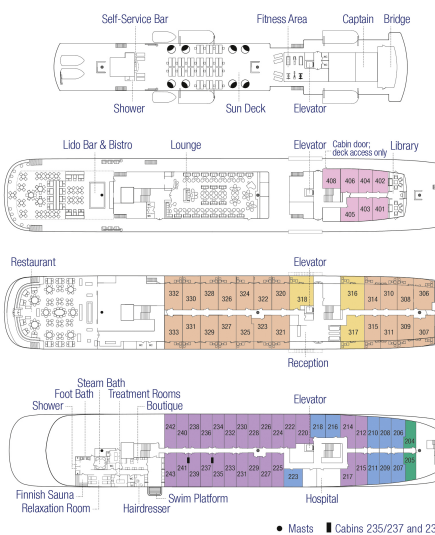 Self-Service Bar
Fitness Area
Captain
Bridge
Shower
Sun Deck
Elevator
Lido Bar & Bistro
Lounge
Elevator
Cabin door;
deck access only
Library
408 406 404 402
405 403 401
Restaurant
Elevator
332 330 328 326 324 322 320 318 316 314 310 308 306
333 331 329 327 325 323 321 317 315 311 309 307
Reception
Steam Bath
Foot Bath
Treatment Rooms
Shower
Boutique
Elevator
242 240 238 236 234 232 230 228 226 224 222 220 218 216 214 212 210 208 206 204
243 241 239 237 235 233 231 229 227 225 223 217 215 211 209 207 205
Finnish Sauna
Swim Platform
Hospital
Relaxation Room
Hairdresser
Masts
Cabins 235/237 and 23